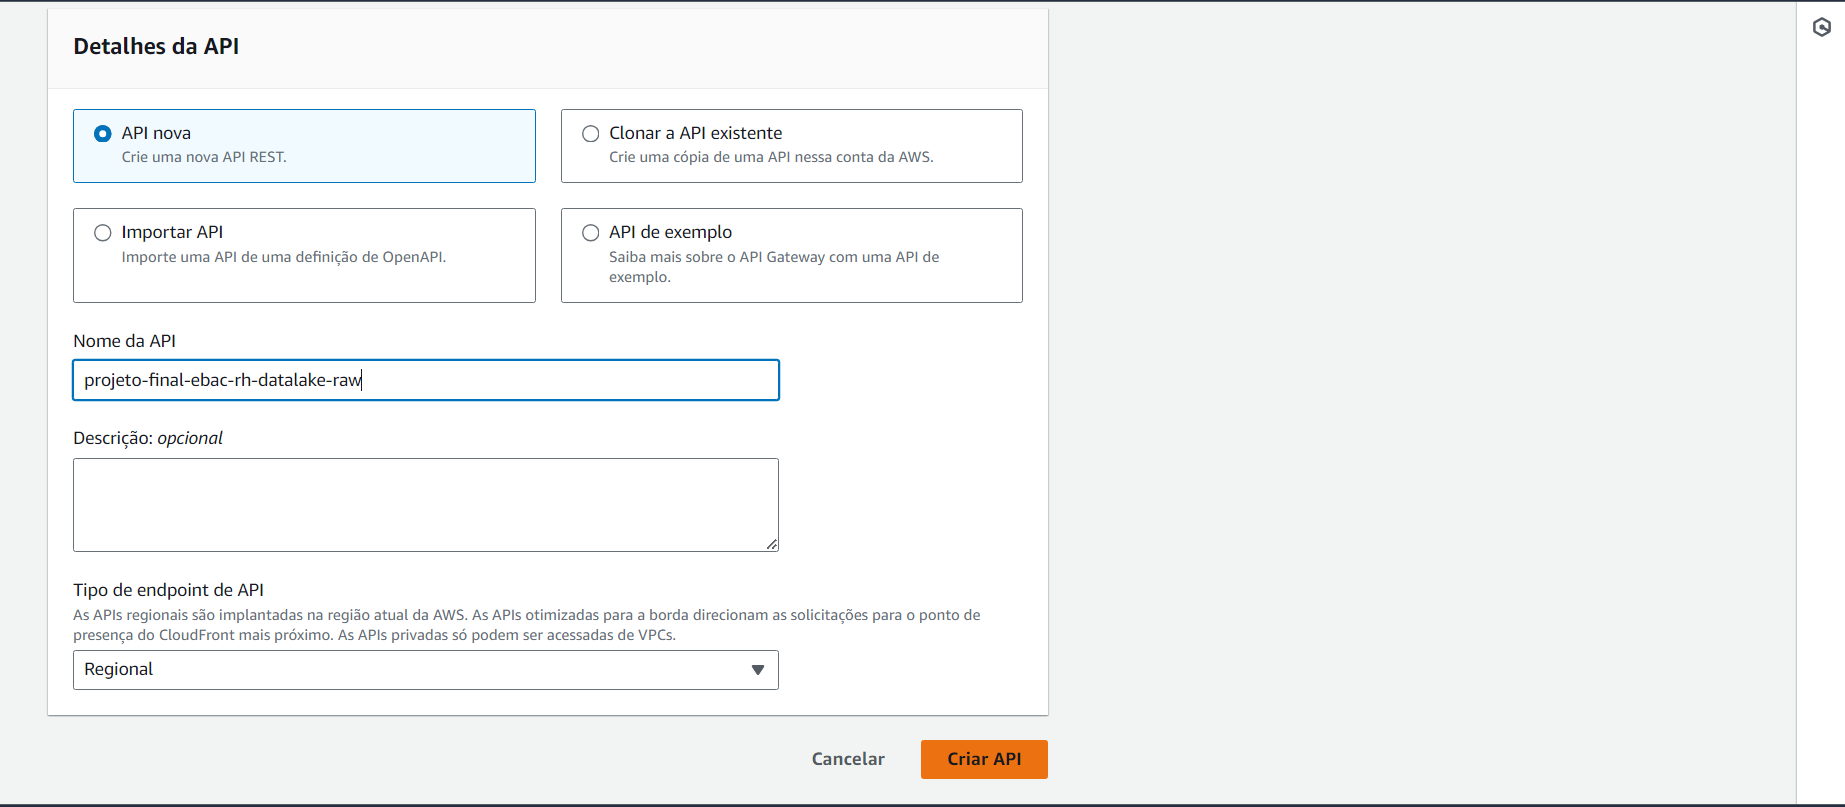 Detalhes da API
API nova
Crie uma nova API REST.
Clonar a API existente
Crie uma cópia de uma API nessa conta da AWS.
Importar API
Importe uma API de uma definição de OpenAPI.
API de exemplo
Saiba mais sobre o API Gateway com uma API de
exemplo.
Nome da API
projeto-final-ebac-rh-datalake-raw
Descrição: opcional
Tipo de endpoint de API
As APIs regionais são implantadas na região atual da AWS. As APIs otimizadas para a borda direcionam as solicitações para o ponto de
presença do CloudFront mais próximo. As APIs privadas só podem ser acessadas de VPCs.
Regional
Cancelar
Criar API